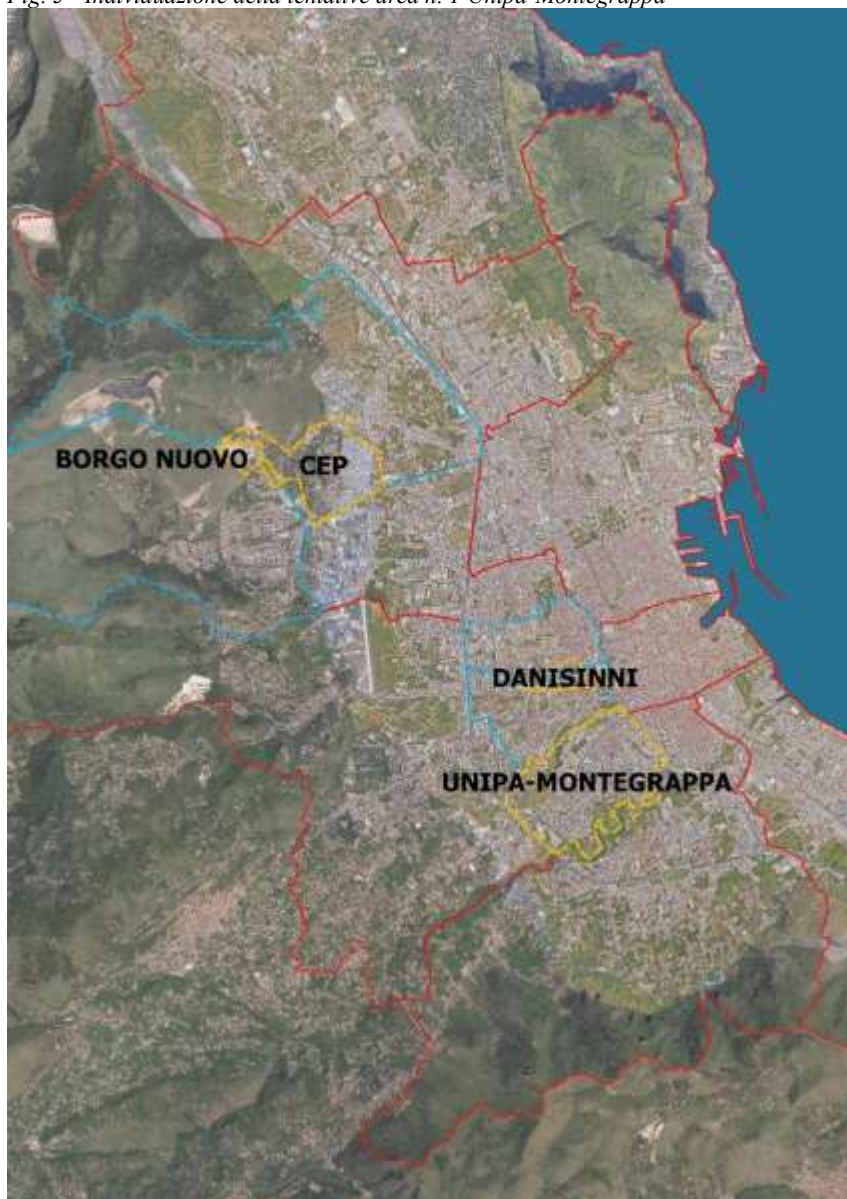 Fig. 5 - Individuazione della tentative area n. 1 Unipa-Montegrappa
BORGO NUOVO
CEP
DANISINNI
UNIPA-MONTEGRAPPA